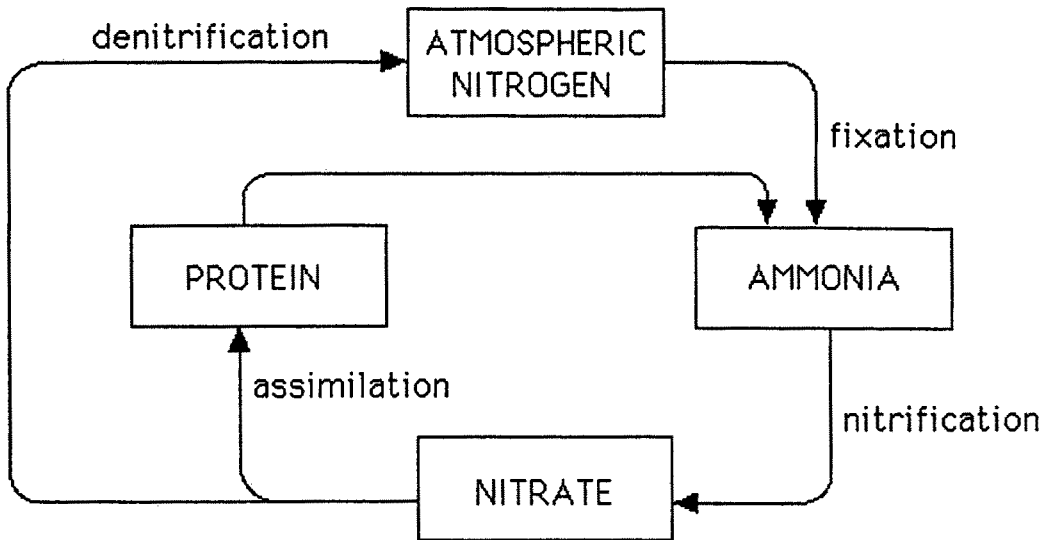 denitrification
ATMOSPHERIC
NITROGEN
fixation
PROTEIN
AMMONIA
assimilation
nitrification
NITRATE